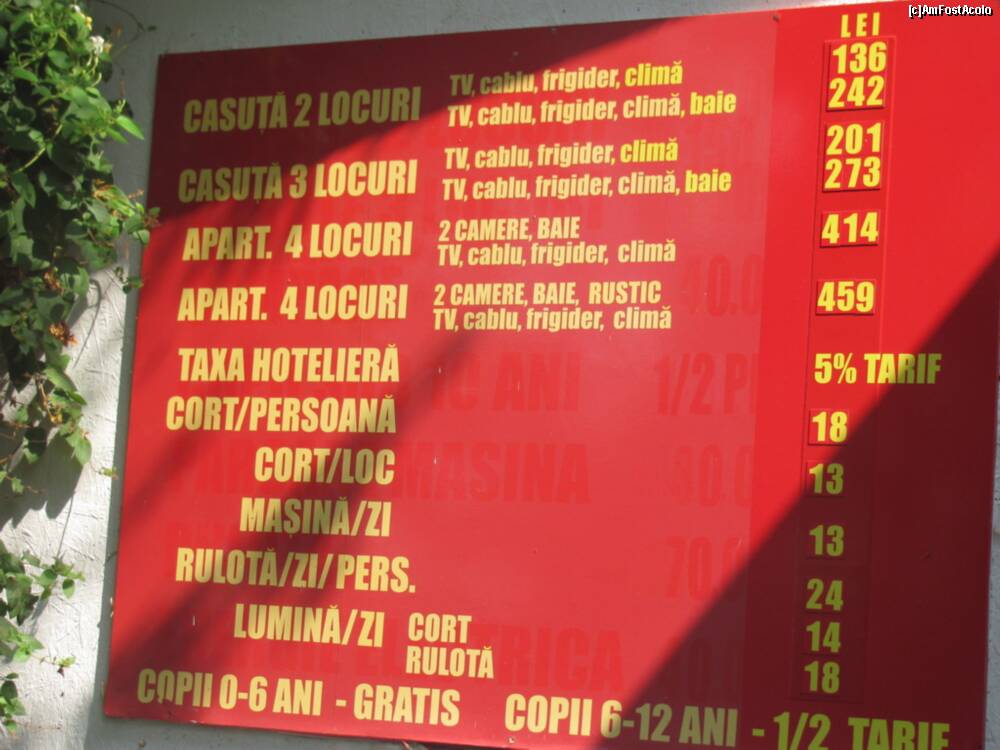 [c]AmFostAcolo
LEI
CASUȚĂ 2 LOCURI TV, cablu, frigider, climă 136
TV, cablu, frigider, climă, baie 242
CASUȚĂ 3 LOCURI TV, cablu, frigider, climă 201
TV, cablu, frigider, climă, baie 273
APART. 4 LOCURI 2 CAMERE, BAIE 414
TV, cablu, frigider, climă
APART. 4 LOCURI 2 CAMERE, BAIE, RUSTIC 459
TV, cablu, frigider, climă
TAXA HOTELIERĂ 5% TARIF
CORT/PERSOANĂ 18
CORT/LOC 13
MAȘINĂ/ZI 13
RULOTĂ/ZI/PERS. 24
LUMINĂ/ZI CORT 14
RULOTĂ 18
COPII 0-6 ANI - GRATIS COPII 6-12 ANI - 1/2 TARIF